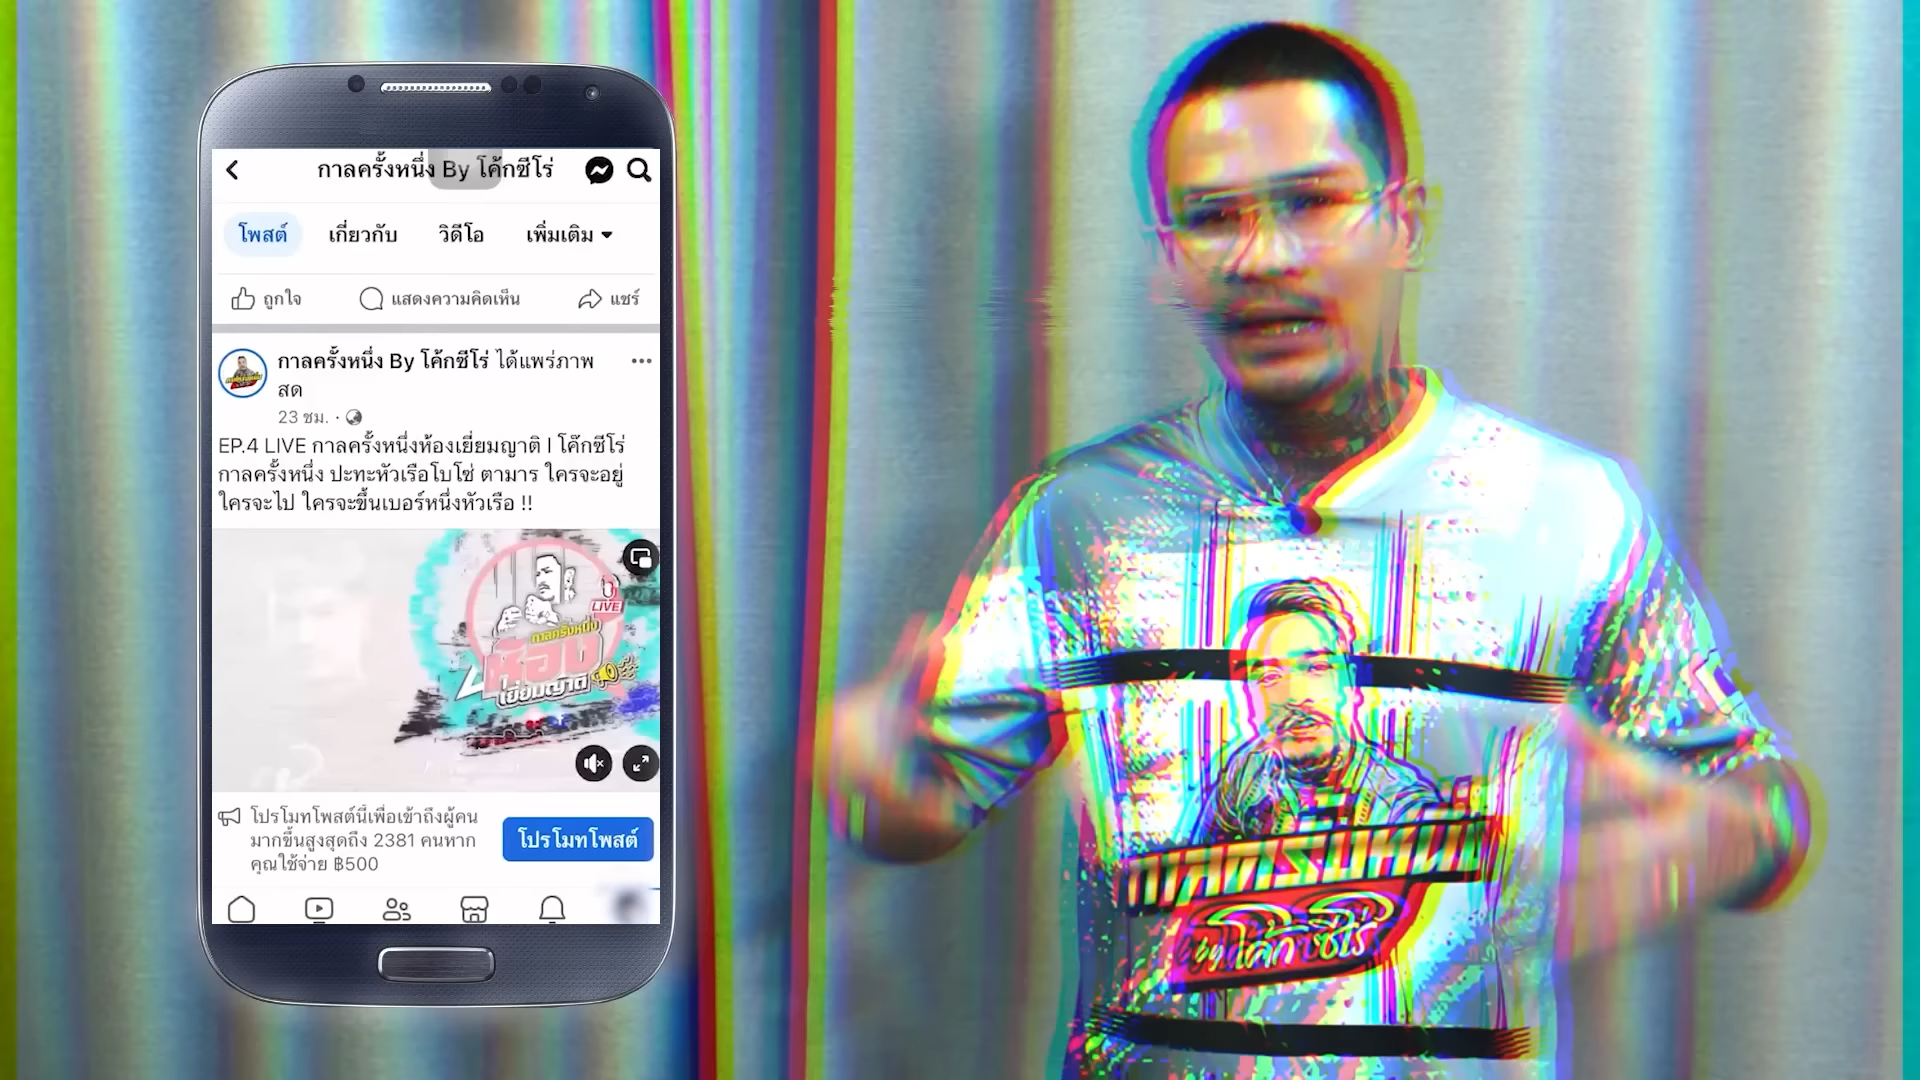 กาลครั้งหนึ่ง By โค้กซีโร่
โพสต์ เกี่ยวกับ วิดีโอ เพิ่มเติม
ถูกใจ แสดงความคิดเห็น แชร์
กาลครั้งหนึ่ง By โค้กซีโร่ ได้แพร่ภาพ
สด
23 ชม. ·
EP.4 LIVE กาลครั้งหนึ่งห้องเยี่ยมญาติ I โค๊กซีโร่
กาลครั้งหนึ่ง ปะทะหัวเรือโบโซ่ ตามาร ใครจะอยู่
ใครจะไป ใครจะขึ้นเบอร์หนึ่งหัวเรือ !!
LIVE
กาลครั้งหนึ่ง
ห้อง
เยี่ยมญาติ
โปรโมทโพสต์นี้เพื่อเข้าถึงผู้คน
มากขึ้นสูงสุดถึง 2381 คนหาก
คุณใช้จ่าย ฿500
โปรโมทโพสต์
กาลครั้งหนึ่ง
by โค้กซีโร่